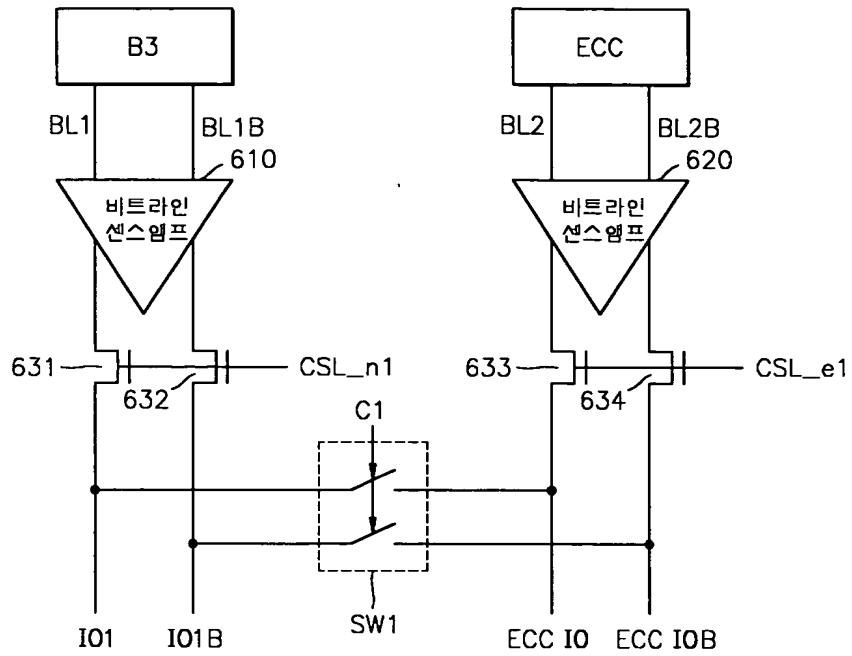 B3
ECC
BL1
BL1B
BL2
BL2B
610
620
비트라인
센스앰프
비트라인
센스앰프
631
632
CSL_n1
633
634
CSL_e1
C1
SW1
IO1
IO1B
ECC IO
ECC IOB